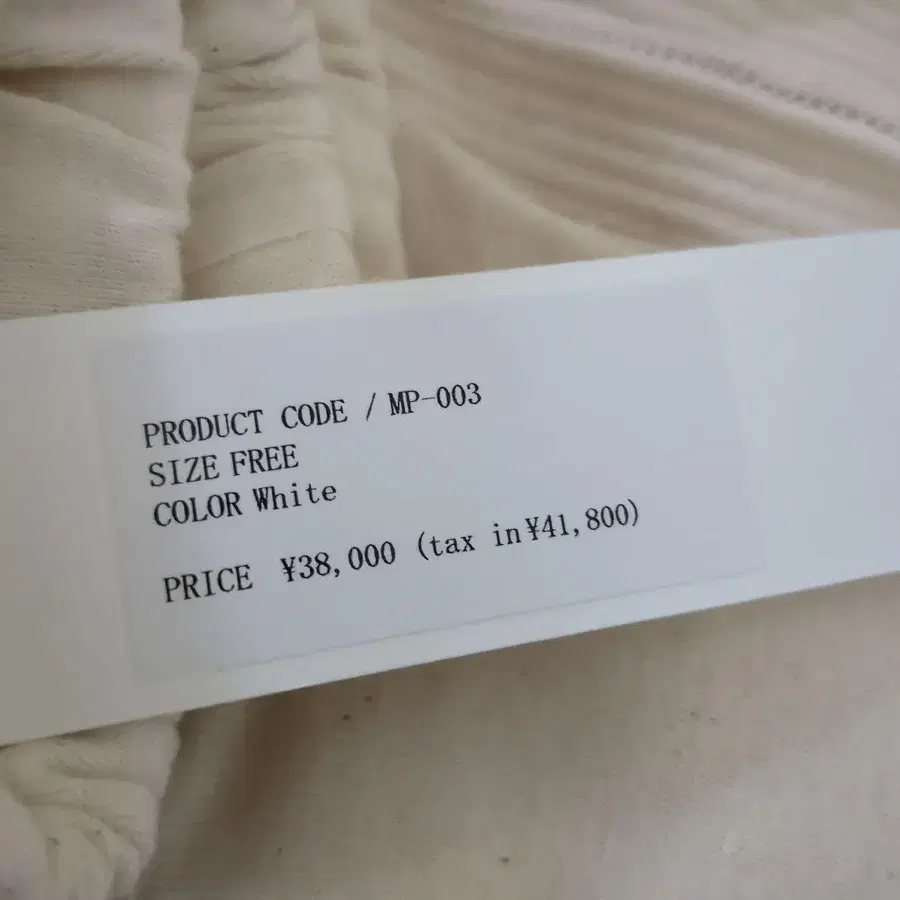 PRODUCT CODE / MP-003
SIZE FREE
COLOR White
PRICE ¥38,000 (tax in¥41,800)